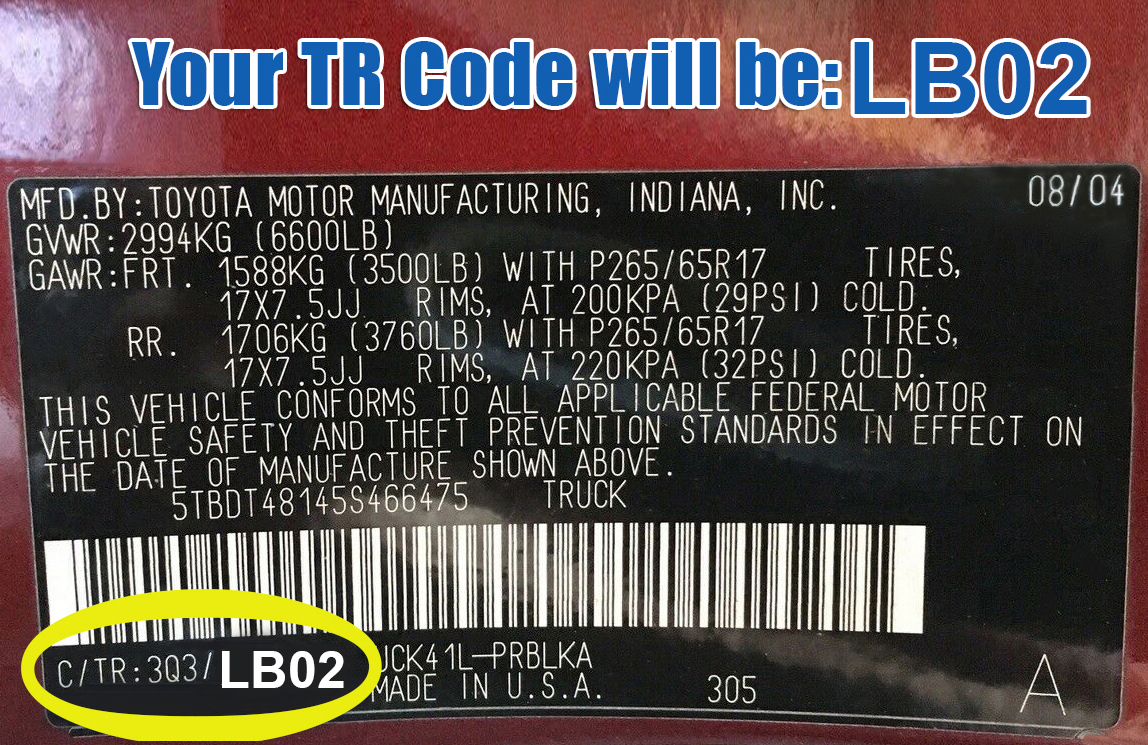 Your TR Code will be: LB02
MFD.BY:TOYOTA MOTOR MANUFACTURING, INDIANA, INC. 08/04
GVWR:2994KG (6600LB)
GAWR:FRT. 1588KG (3500LB) WITH P265/65R17 TIRES,
17X7.5JJ RIMS, AT 200KPA (29PSI) COLD.
RR. 1706KG (3760LB) WITH P265/65R17 TIRES,
17X7.5JJ RIMS, AT 220KPA (32PSI) COLD.
THIS VEHICLE CONFORMS TO ALL APPLICABLE FEDERAL MOTOR
VEHICLE SAFETY AND THEFT PREVENTION STANDARDS IN EFFECT ON
THE DATE OF MANUFACTURE SHOWN ABOVE.
5TBDT48145S466475 TRUCK
C/TR:3Q3/LB02 UCK41L-PRBLKA
MADE IN U.S.A. 305 A